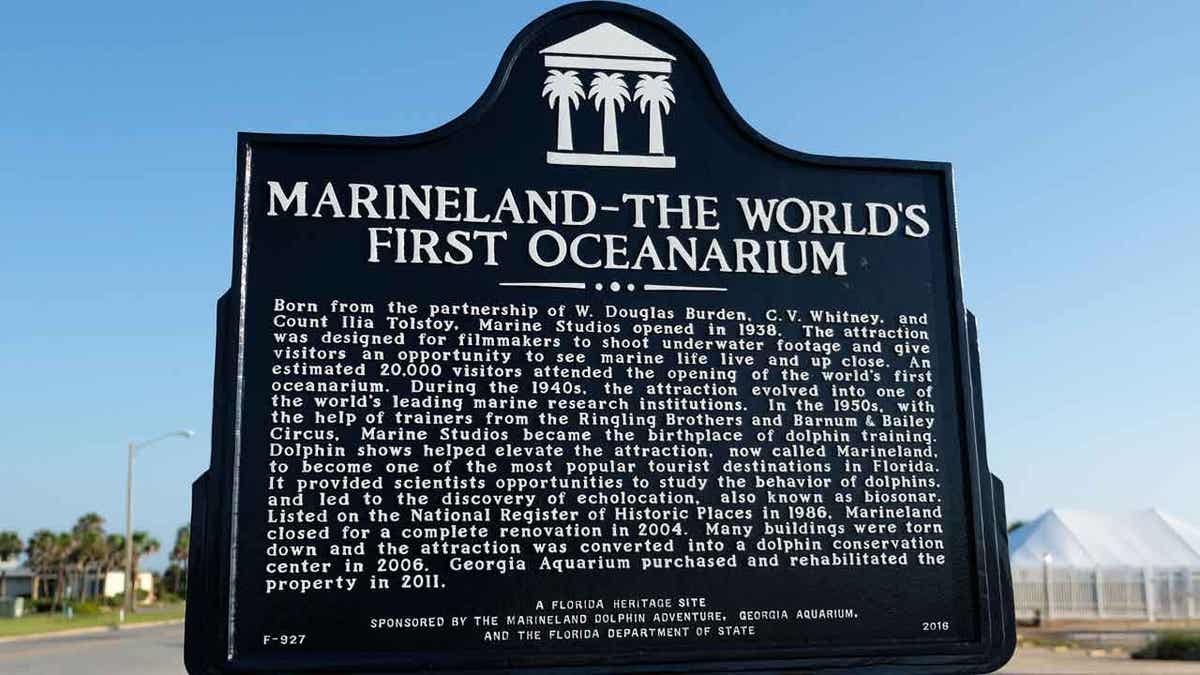 MARINELAND-THE WORLD'S
FIRST OCEANARIUM
Born from the partnership of W. Douglas Burden, C.V. Whitney, and
Count Ilia Tolstoy, Marine Studios opened in 1938. The attraction
was designed for filmmakers to shoot underwater footage and give
visitors an opportunity to see marine life live and up close. An
estimated 20,000 visitors attended the opening of the world's first
oceanarium. During the 1940s, the attraction evolved into one of
the world's leading marine research institutions. In the 1950s, with
the help of trainers from the Ringling Brothers and Barnum & Bailey
Circus, Marine Studios became the birthplace of dolphin training.
Dolphin shows helped elevate the attraction, now called Marineland,
to become one of the most popular tourist destinations in Florida.
It provided scientists opportunities to study the behavior of dolphins,
and led to the discovery of echolocation, also known as biosonar.
Listed on the National Register of Historic Places in 1986, Marineland
closed for a complete renovation in 2004. Many buildings were torn
down and the attraction was converted into a dolphin conservation
center in 2006. Georgia Aquarium purchased and rehabilitated the
property in 2011.
A FLORIDA HERITAGE SITE
SPONSORED BY THE MARINELAND DOLPHIN ADVENTURE, GEORGIA AQUARIUM,
AND THE FLORIDA DEPARTMENT OF STATE
F-927
2016